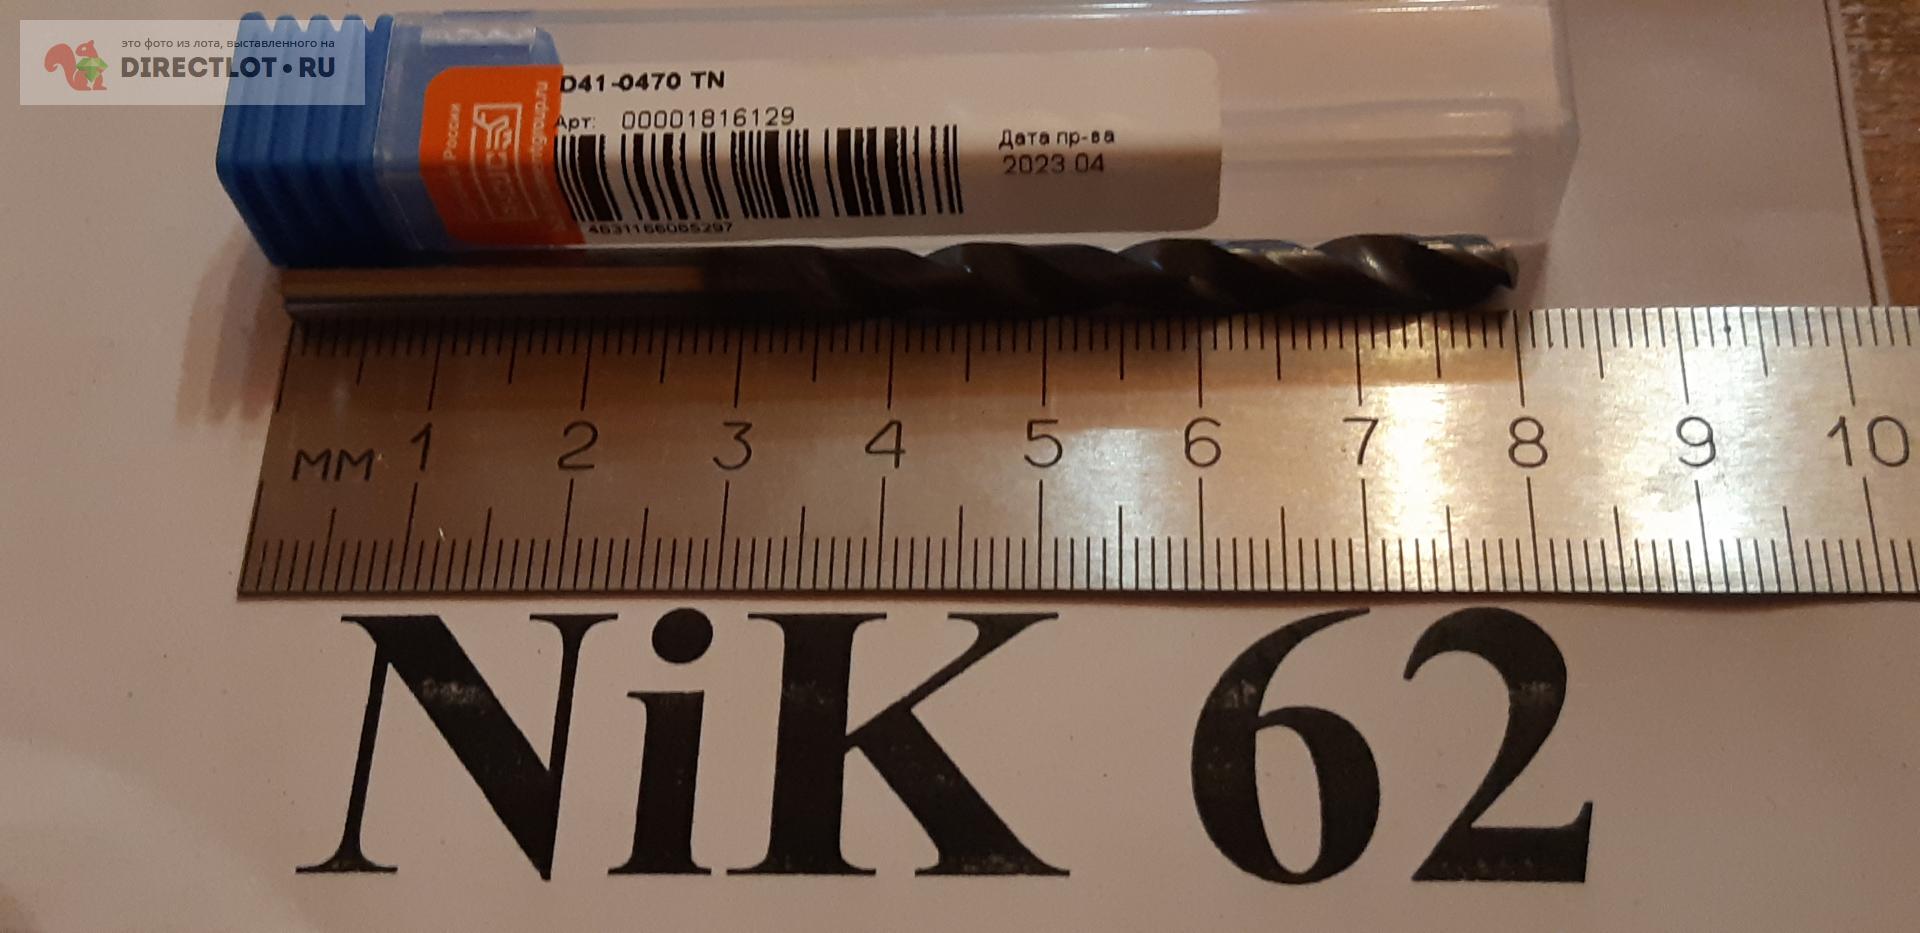 это фото из лота, выставленного на
DIRECTLOT•RU
D41-0470 TN
Арт: 00001816129
Дата пр-ва
2023.04
4631166065297
России
мм 1 2 3 4 5 6 7 8 9 10
NiK 62